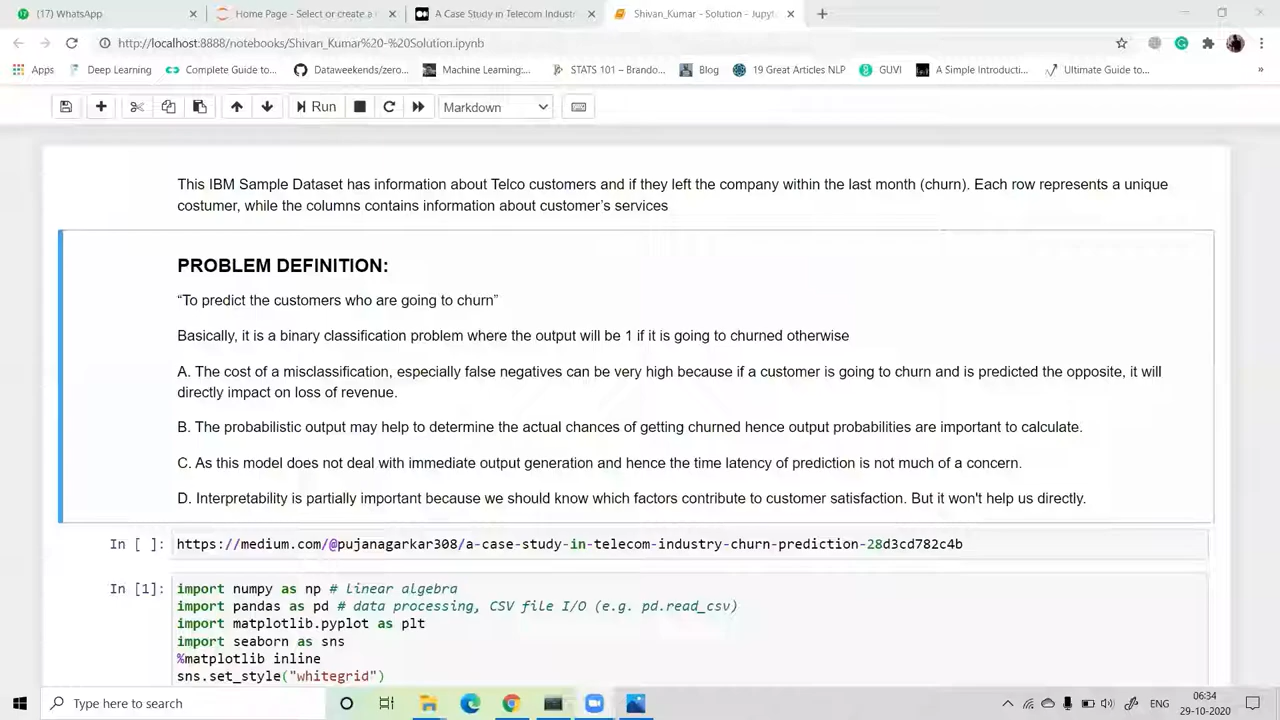 (17) WhatsApp
Home Page - Select or create a
A Case Study in Telecom Industr
Shivan_Kumar - Solution - Jupyt
http://localhost:8888/notebooks/Shivan_Kumar%20-%20Solution.ipynb
Apps Deep Learning Complete Guide to... Dataweekends/zero... Machine Learning:... STATS 101 – Brando... Blog 19 Great Articles NLP GUVI A Simple Introducti... Ultimate Guide to... »
Run Markdown
This IBM Sample Dataset has information about Telco customers and if they left the company within the last month (churn). Each row represents a unique
costumer, while the columns contains information about customer's services
PROBLEM DEFINITION:
“To predict the customers who are going to churn”
Basically, it is a binary classification problem where the output will be 1 if it is going to churned otherwise
A. The cost of a misclassification, especially false negatives can be very high because if a customer is going to churn and is predicted the opposite, it will
directly impact on loss of revenue.
B. The probabilistic output may help to determine the actual chances of getting churned hence output probabilities are important to calculate.
C. As this model does not deal with immediate output generation and hence the time latency of prediction is not much of a concern.
D. Interpretability is partially important because we should know which factors contribute to customer satisfaction. But it won't help us directly.
In [ ]: https://medium.com/@pujanagarkar308/a-case-study-in-telecom-industry-churn-prediction-28d3cd782c4b
In [1]: import numpy as np # linear algebra
import pandas as pd # data processing, CSV file I/O (e.g. pd.read_csv)
import matplotlib.pyplot as plt
import seaborn as sns
%matplotlib inline
sns.set_style("whitegrid")
Type here to search
ENG
06:34
29-10-2020